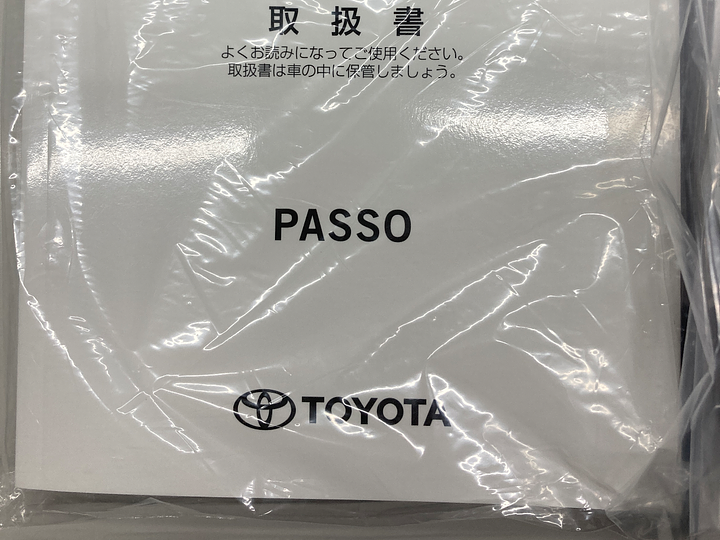 取扱書
よくお読みになってご使用ください。
取扱書は車の中に保管しましょう。
PASSO
TOYOTA